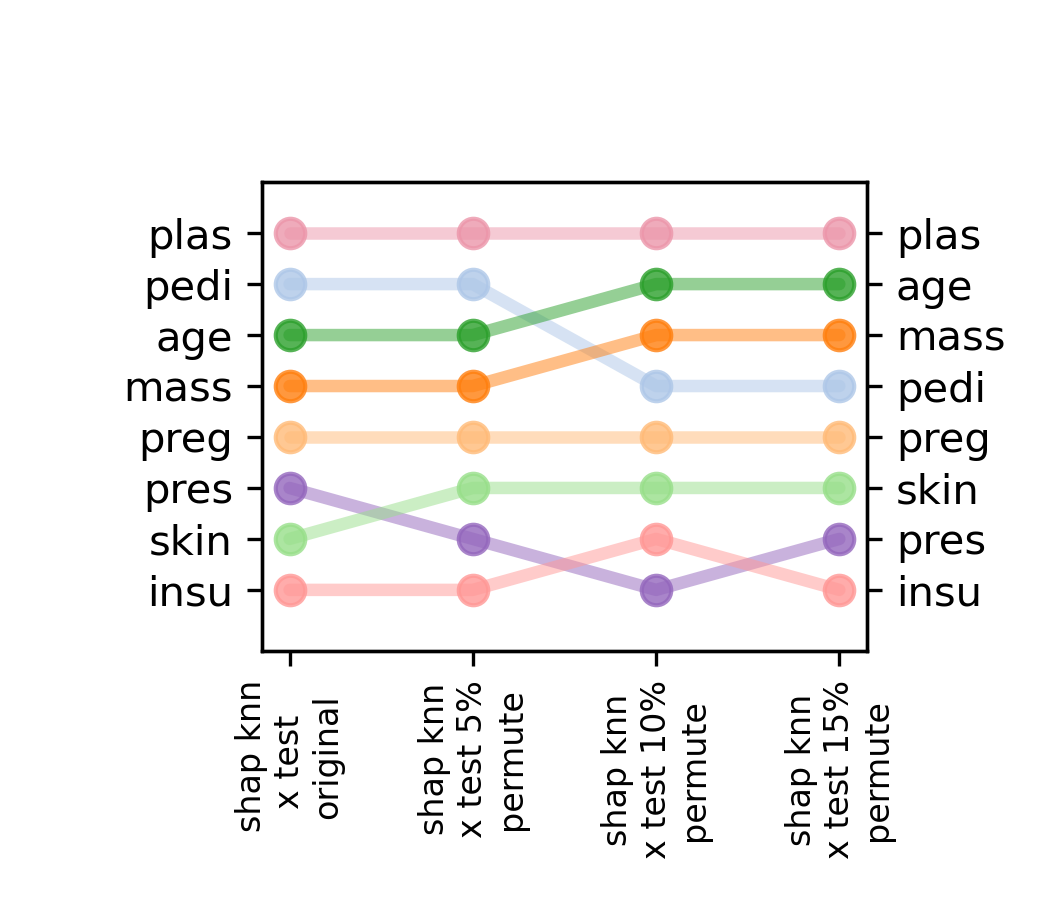 plas
pedi
age
mass
preg
pres
skin
insu
plas
age
mass
pedi
preg
skin
pres
insu
shap knn
x test
original
shap knn
x test 5%
permute
shap knn
x test 10%
permute
shap knn
x test 15%
permute